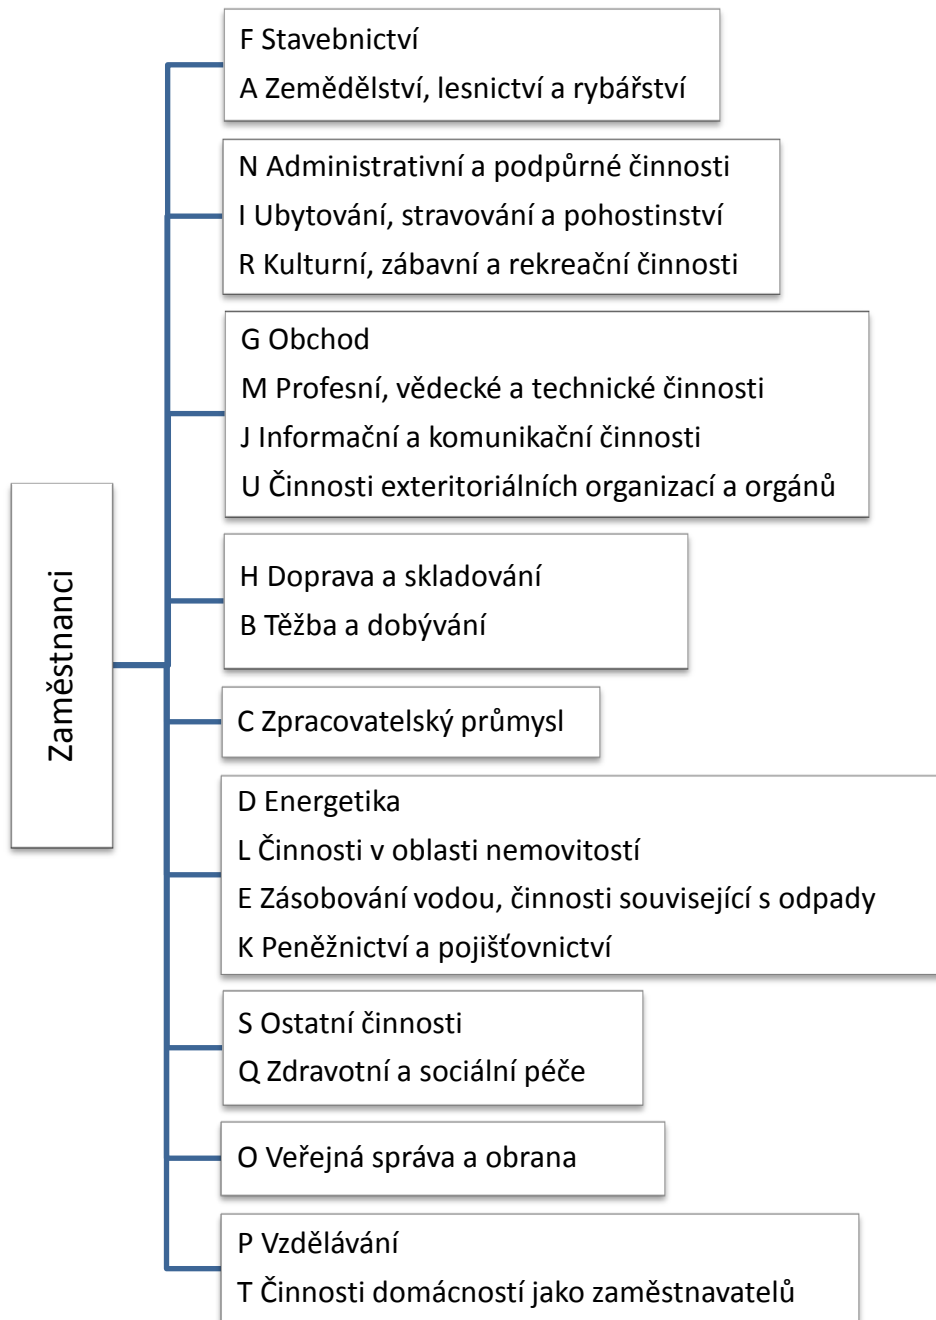 F Stavebnictví
A Zemědělství, lesnictví a rybářství
N Administrativní a podpůrné činnosti
I Ubytování, stravování a pohostinství
R Kulturní, zábavní a rekreační činnosti
G Obchod
M Profesní, vědecké a technické činnosti
J Informační a komunikační činnosti
U Činnosti exteritoriálních organizací a orgánů
Zaměstnanci
H Doprava a skladování
B Těžba a dobývání
C Zpracovatelský průmysl
D Energetika
L Činnosti v oblasti nemovitostí
E Zásobování vodou, činnosti související s odpady
K Peněžnictví a pojišťovnictví
S Ostatní činnosti
Q Zdravotní a sociální péče
O Veřejná správa a obrana
P Vzdělávání
T Činnosti domácností jako zaměstnavatelů